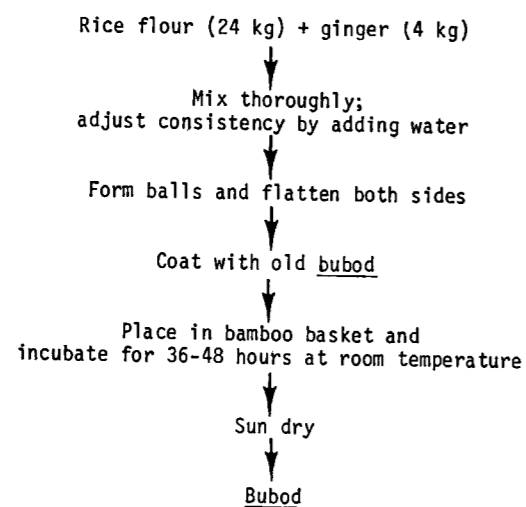 Rice flour (24 kg) + ginger (4 kg)
Mix thoroughly;
adjust consistency by adding water
Form balls and flatten both sides
Coat with old bubod
Place in bamboo basket and
incubate for 36-48 hours at room temperature
Sun dry
Bubod